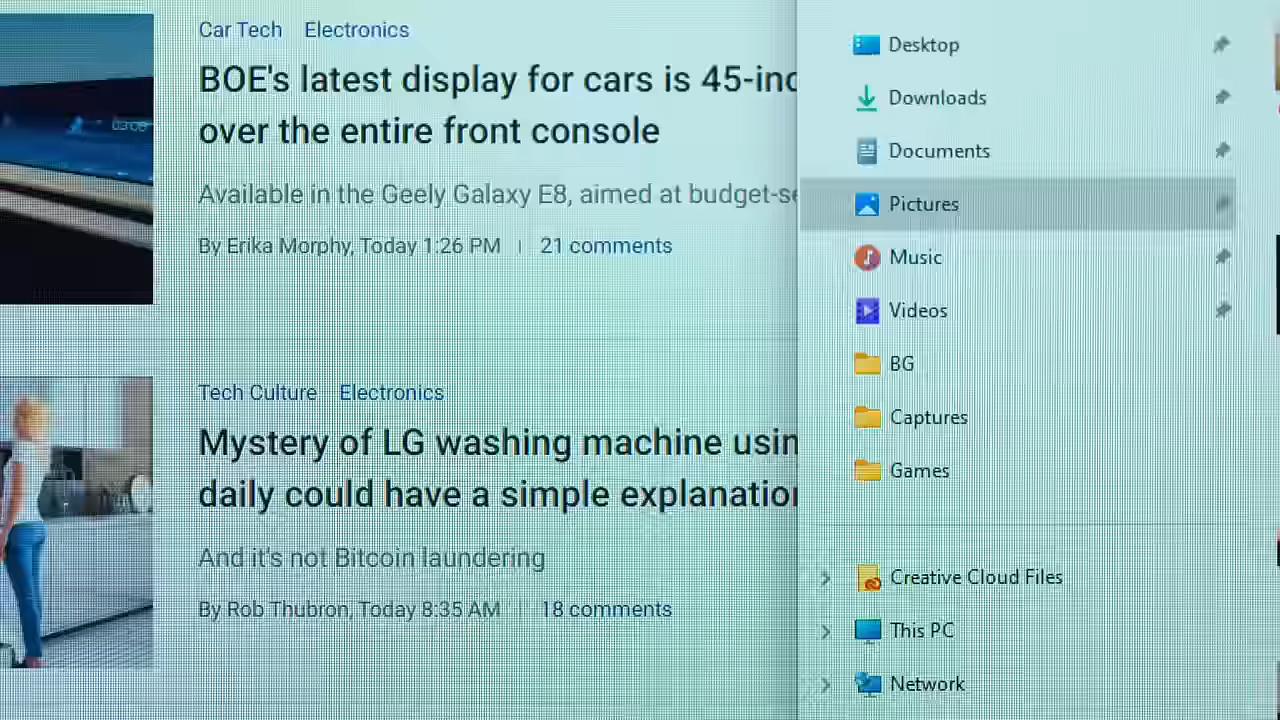 Car Tech Electronics
BOE's latest display for cars is 45-inc
over the entire front console
Available in the Geely Galaxy E8, aimed at budget-se
By Erika Morphy, Today 1:26 PM | 21 comments
03:08
Tech Culture Electronics
Mystery of LG washing machine usin
daily could have a simple explanation
And it's not Bitcoin laundering
By Rob Thubron, Today 8:35 AM | 18 comments
Desktop
Downloads
Documents
Pictures
Music
Videos
BG
Captures
Games
Creative Cloud Files
This PC
Network